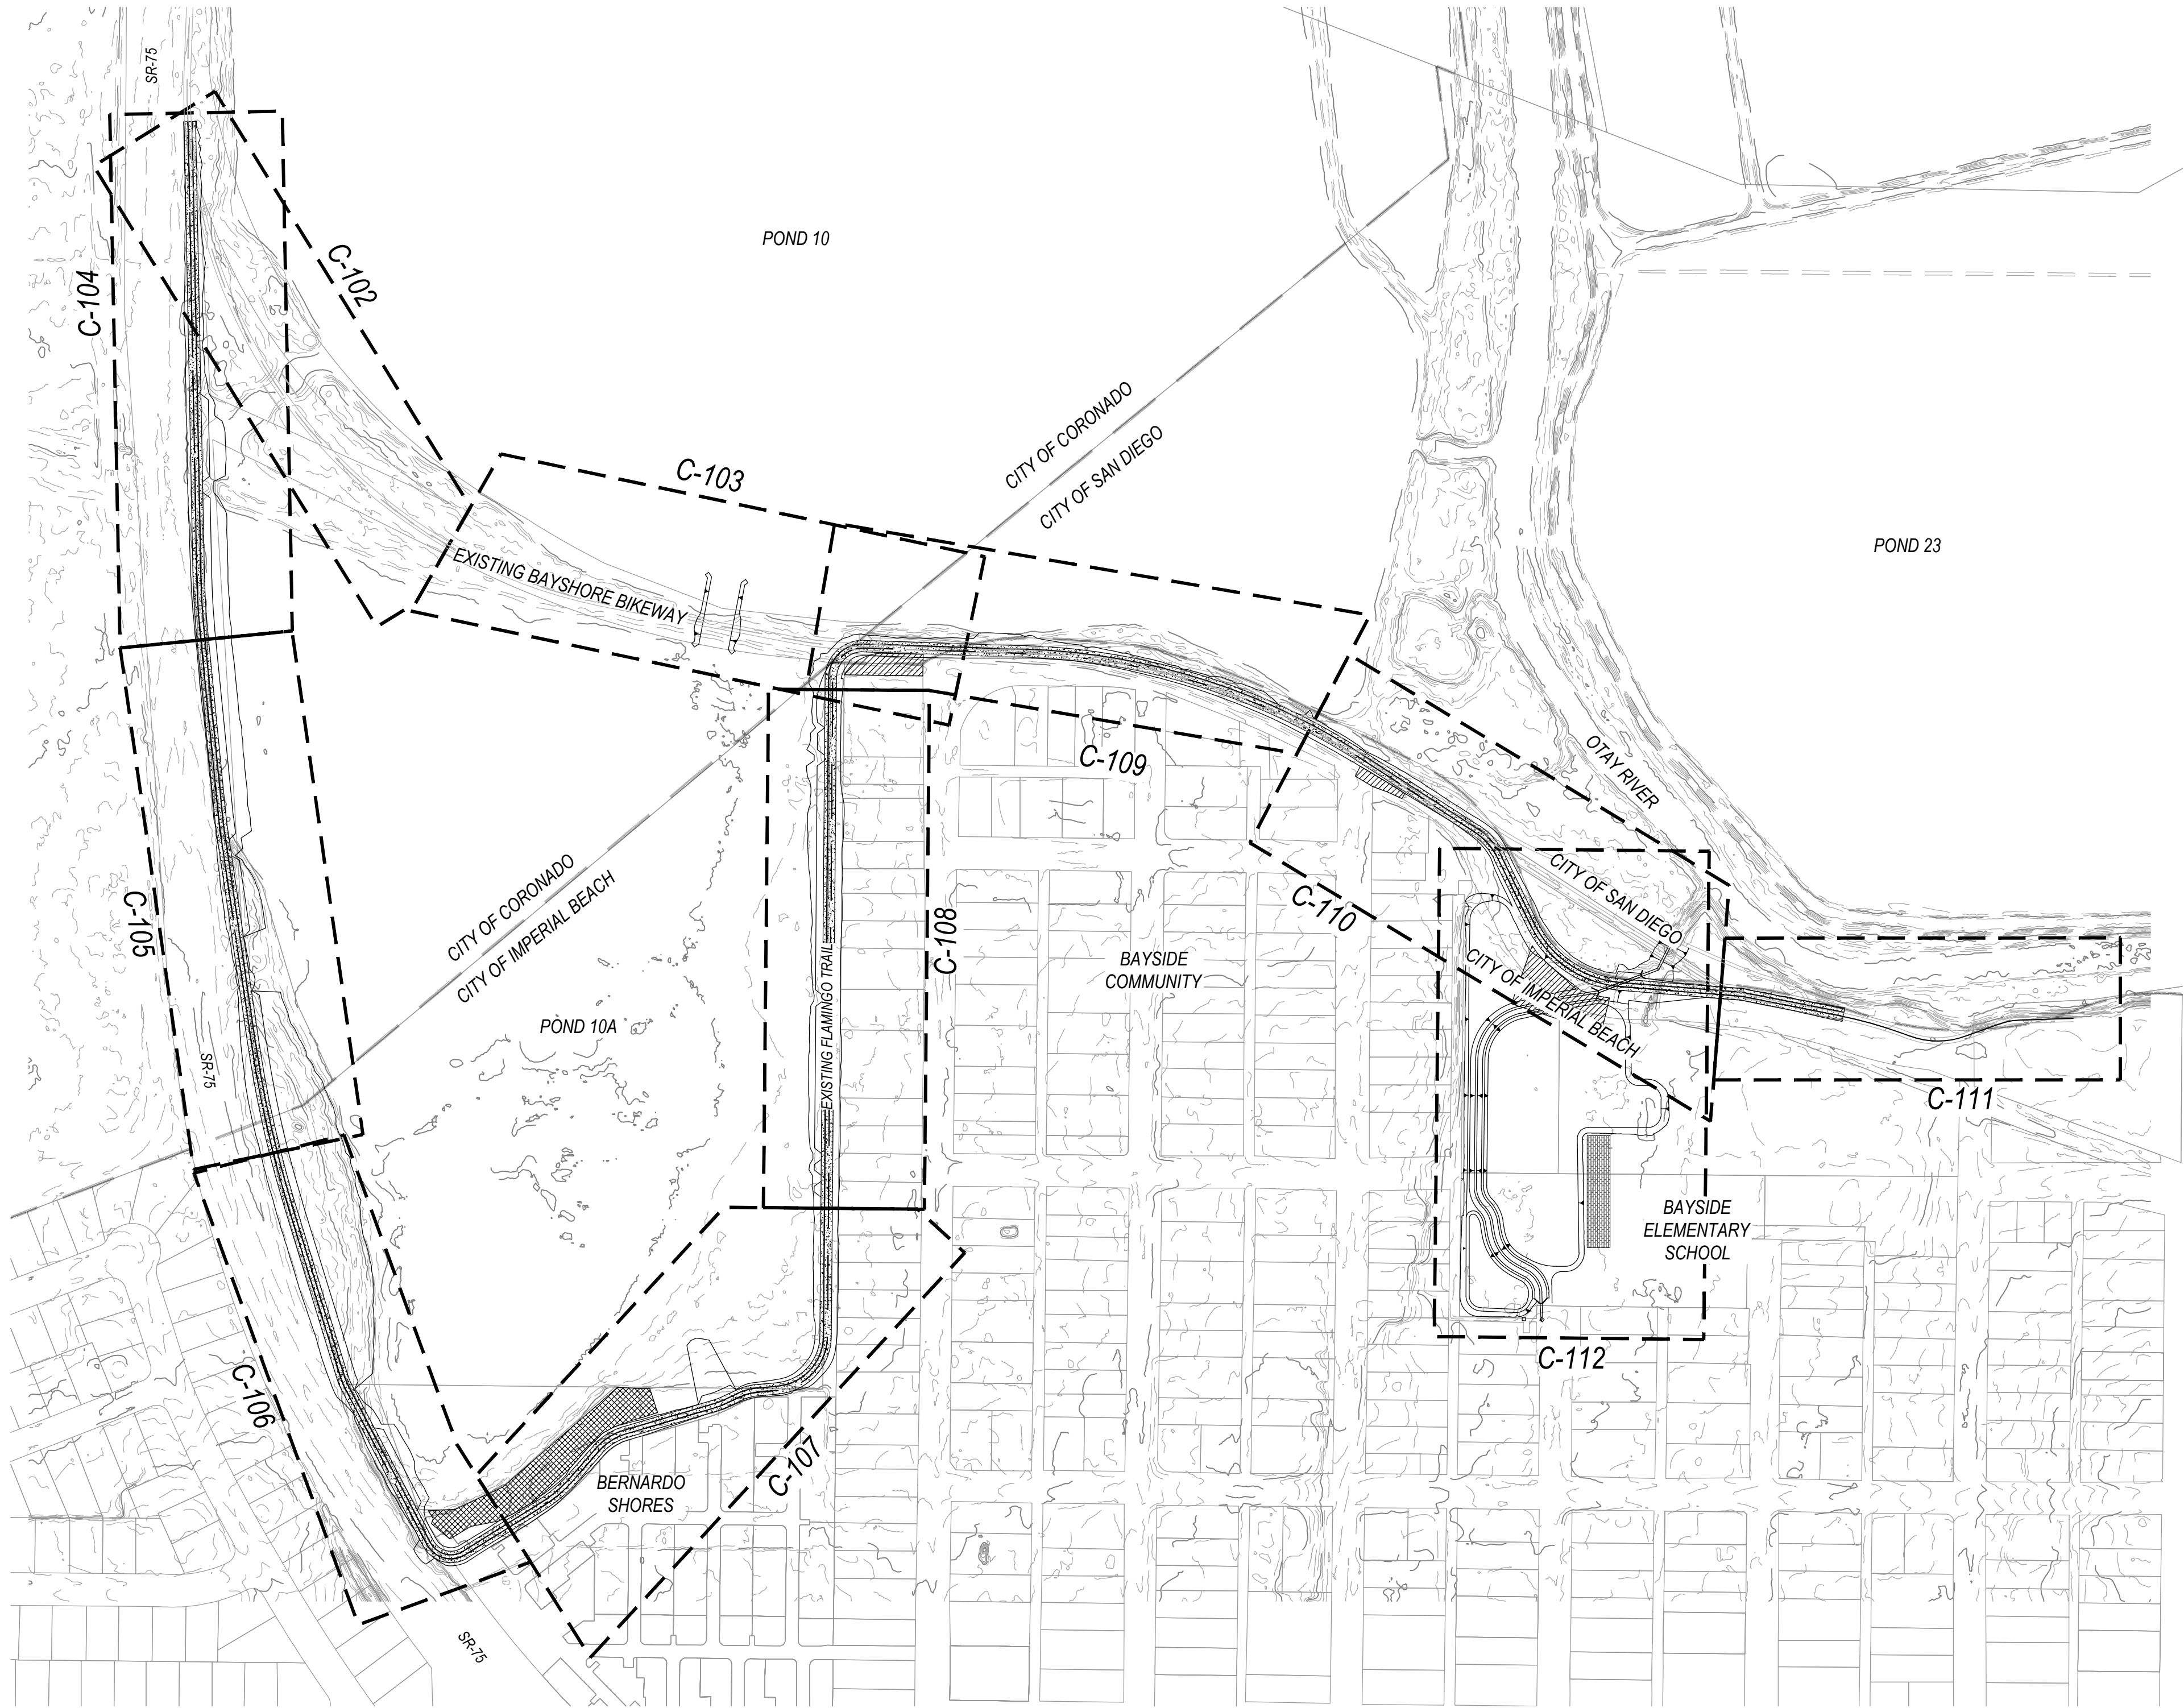 SR-75
C-104
C-102
POND 10
CITY OF CORONADO
CITY OF SAN DIEGO
C-103
POND 23
EXISTING BAYSHORE BIKEWAY
C-109
OTAY RIVER
CITY OF CORONADO
CITY OF IMPERIAL BEACH
C-105
EXISTING FLAMINGO TRAIL
C-108
C-110
CITY OF SAN DIEGO
CITY OF IMPERIAL BEACH
BAYSIDE
COMMUNITY
POND 10A
SR-75
C-111
BAYSIDE
ELEMENTARY
SCHOOL
C-112
C-106
C-107
BERNARDO
SHORES
SR-75